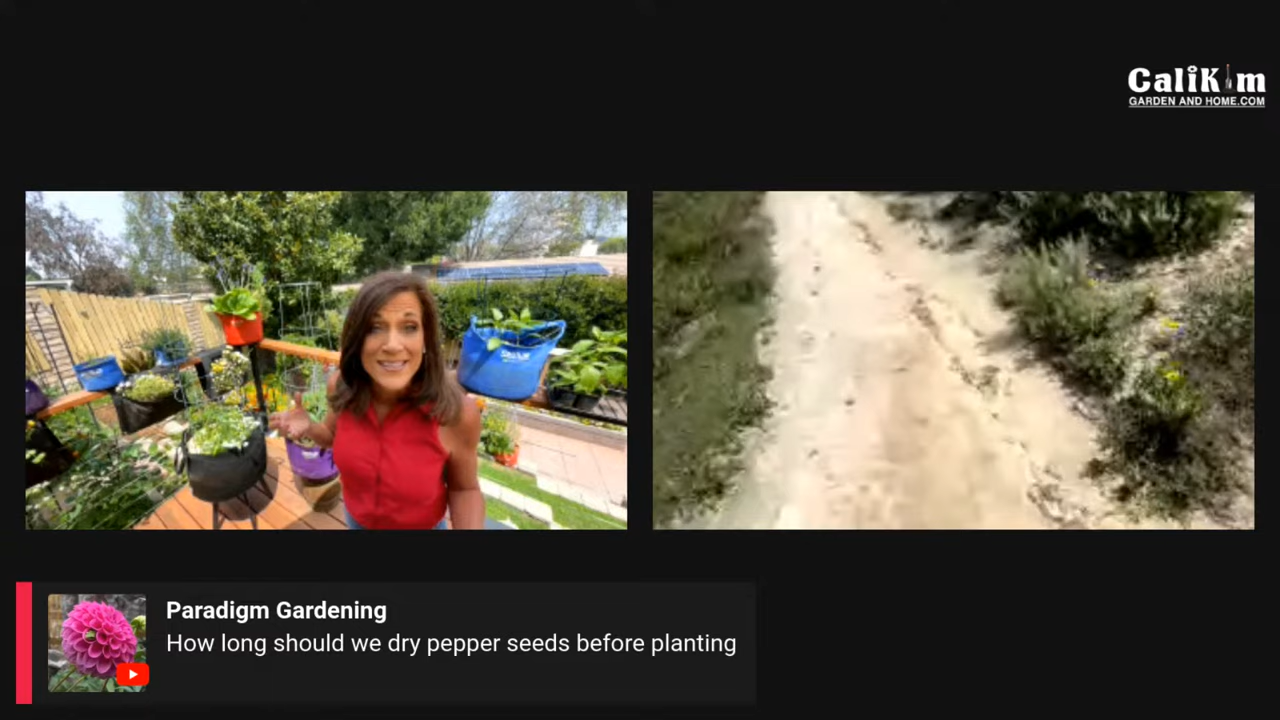 CaliKim
GARDEN AND HOME.COM
Paradigm Gardening
How long should we dry pepper seeds before planting